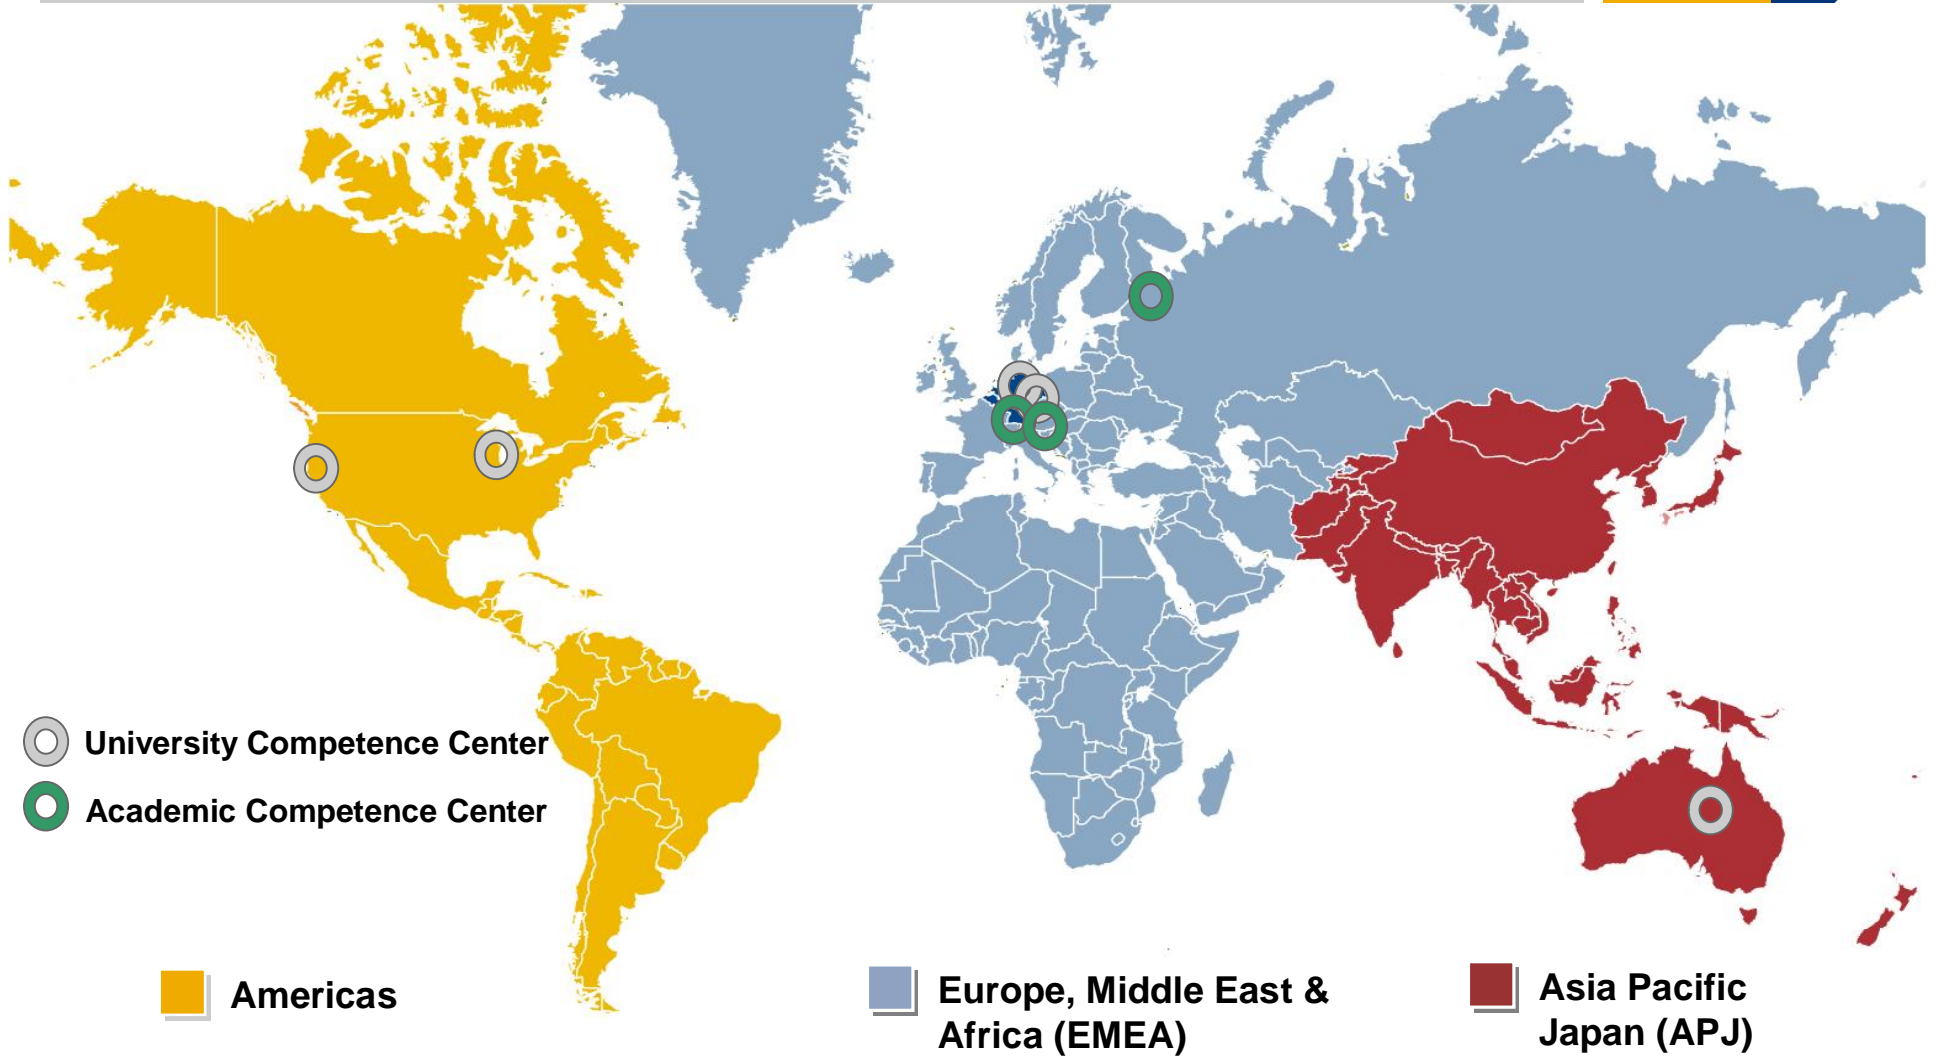 University Competence Center
Academic Competence Center
Americas
Europe, Middle East &
Africa (EMEA)
Asia Pacific
Japan (APJ)